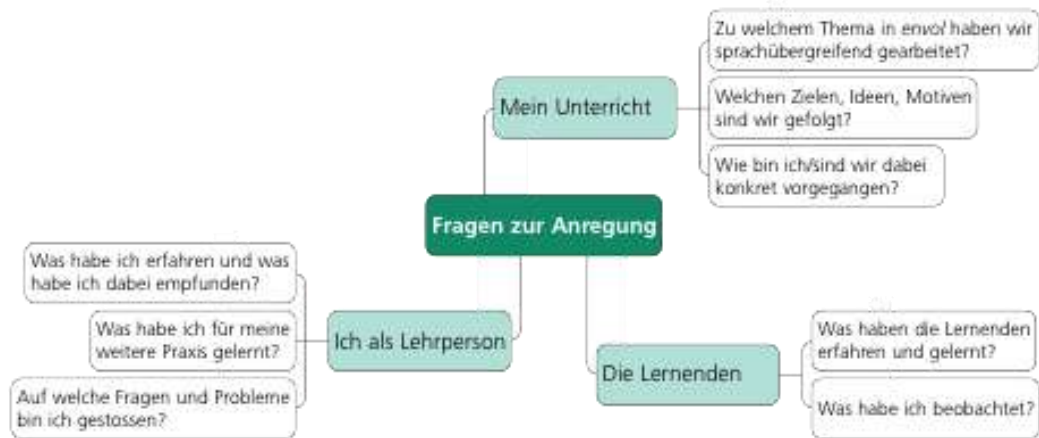 Zu welchem Thema in envol haben wir
sprachübergreifend gearbeitet?
Mein Unterricht
Welchen Zielen, Ideen, Motiven
sind wir gefolgt?
Wie bin ich/sind wir dabei
konkret vorgegangen?
Fragen zur Anregung
Was habe ich erfahren und was
habe ich dabei empfunden?
Ich als Lehrperson
Was habe ich für meine
weitere Praxis gelernt?
Auf welche Fragen und Probleme
bin ich gestossen?
Die Lernenden
Was haben die Lernenden
erfahren und gelernt?
Was habe ich beobachtet?